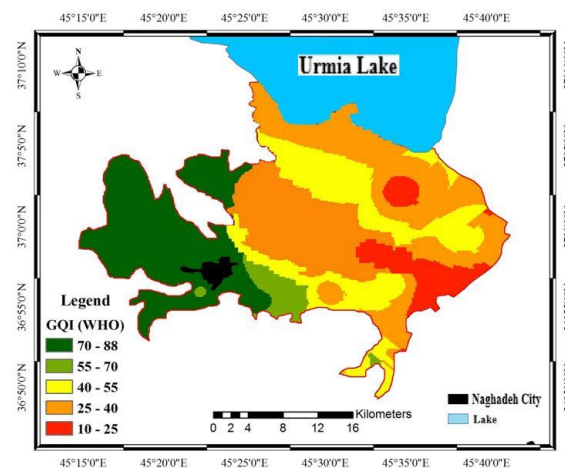 45°15'0"E 45°20'0"E 45°25'0"E 45°30'0"E 45°35'0"E 45°40'0"E
37°10'0"N
37°5'0"N
37°0'0"N
36°55'0"N
36°50'0"N
N
W E
S
Urmia Lake
Legend
GQI (WHO)
70 - 88
55 - 70
40 - 55
25 - 40
10 - 25
Kilometers
0 2 4 8 12 16
Naghadeh City
Lake
45°15'0"E 45°20'0"E 45°25'0"E 45°30'0"E 45°35'0"E 45°40'0"E